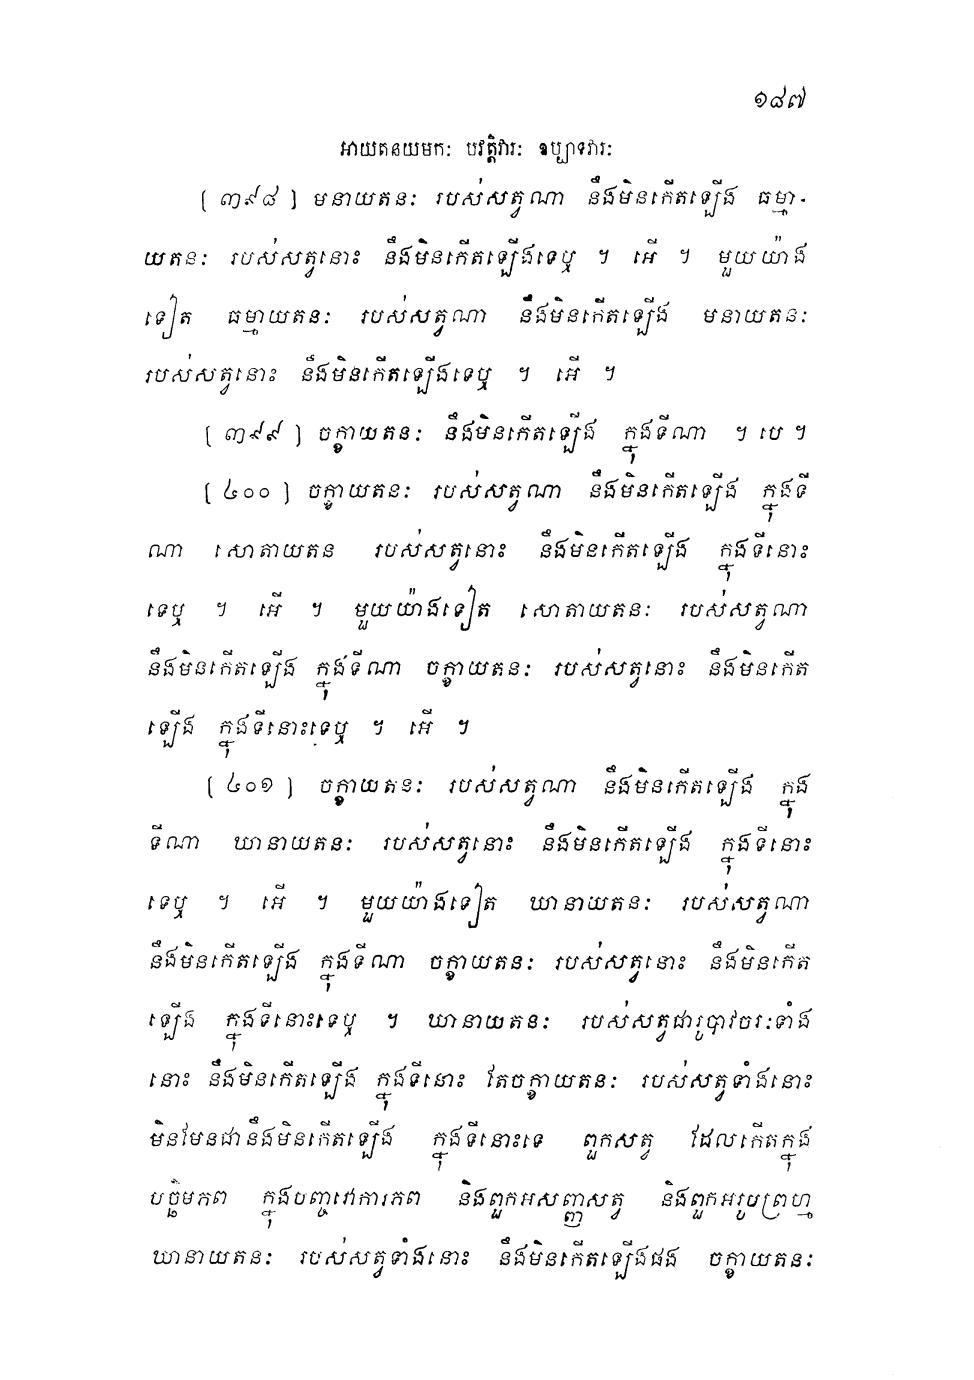 ១៨៧
អាយតនយមកៈ បវត្តិវារៈ ឧប្បាទវារៈ
[ ៣៩៨ ] មនាយតនៈ របស់សត្វណា នឹងមិនកើតឡើង ធម្មា-
យតនៈ របស់សត្វនោះ នឹងមិនកើតឡើងទេឬ ។ អើ ។ មួយយ៉ាង
ទៀត ធម្មាយតនៈ របស់សត្វណា នឹងមិនកើតឡើង មនាយតនៈ
របស់សត្វនោះ នឹងមិនកើតឡើងទេឬ ។ អើ ។
[ ៣៩៩ ] ចក្ខាយតនៈ នឹងមិនកើតឡើង ក្នុងទីណា ។ បេ ។
[ ៤០០ ] ចក្ខាយតនៈ របស់សត្វណា នឹងមិនកើតឡើង ក្នុងទី
ណា សោតាយតន របស់សត្វនោះ នឹងមិនកើតឡើង ក្នុងទីនោះ
ទេឬ ។ អើ ។ មួយយ៉ាងទៀត សោតាយតនៈ របស់សត្វណា
នឹងមិនកើតឡើង ក្នុងទីណា ចក្ខាយតនៈ របស់សត្វនោះ នឹងមិនកើត
ឡើង ក្នុងទីនោះទេឬ ។ អើ ។
[ ៤០១ ] ចក្ខាយតនៈ របស់សត្វណា នឹងមិនកើតឡើង ក្នុង
ទីណា ឃានាយតនៈ របស់សត្វនោះ នឹងមិនកើតឡើង ក្នុងទីនោះ
ទេឬ ។ អើ ។ មួយយ៉ាងទៀត ឃានាយតនៈ របស់សត្វណា
នឹងមិនកើតឡើង ក្នុងទីណា ចក្ខាយតនៈ របស់សត្វនោះ នឹងមិនកើត
ឡើង ក្នុងទីនោះទេឬ ។ ឃានាយតនៈ របស់សត្វជារូបាវចរៈទាំង
នោះ នឹងមិនកើតឡើង ក្នុងទីនោះ តែចក្ខាយតនៈ របស់សត្វទាំងនោះ
មិនមែនជានឹងមិនកើតឡើង ក្នុងទីនោះទេ ពួកសត្វ ដែលកើតក្នុង
បច្ឆិមភព ក្នុងបញ្ចវោការភព និងពួកអសញ្ញសត្វ និងពួកអរូបព្រហ្ម
ឃានាយតនៈ របស់សត្វទាំងនោះ នឹងមិនកើតឡើងផង ចក្ខាយតនៈ